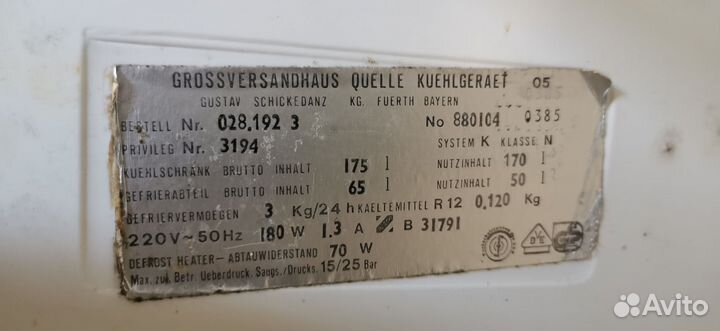 GROSSVERSANDHAUS QUELLE KUEHLGERAET 05
GUSTAV SCHICKEDANZ KG. FUERTH BAYERN
BESTELL Nr. 028.192 3 No 880104 0385
PRIVILEG Nr. 3194 SYSTEM K KLASSE N
KUEHLSCHRANK BRUTTO INHALT 175 l NUTZINHALT 170 l
GEFRIERABTEIL BRUTTO INHALT 65 l NUTZINHALT 50 l
GEFRIERVERMOEGEN 3 Kg/24 h KAELTEMITTEL R 12 0,120 Kg
220V~50Hz 180 W 1.3 A B 31791
DEFROST HEATER-ABTAUWIDERSTAND 70 W
Max. zul. Betr. Ueberdruck. Saugs./Drucks. 15/25 Bar
Avito